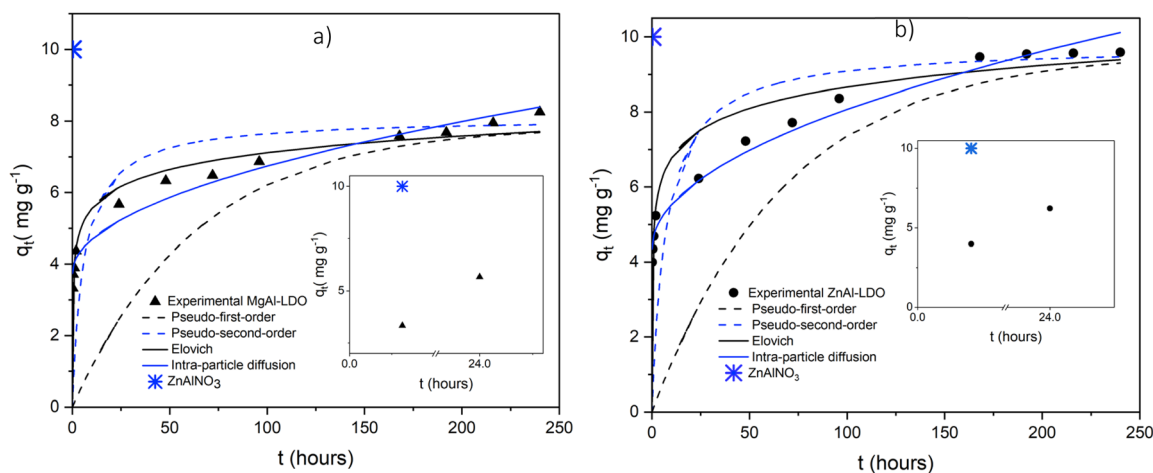 a)
q_t( mg g⁻¹)
10
8
6
4
2
0
Experimental MgAl-LDO
Pseudo-first-order
Pseudo-second-order
Elovich
Intra-particle diffusion
ZnAlNO₃
q_t( mg g⁻¹)
10
5
0.0
24.0
t (hours)
0
50
100
150
200
250
t (hours)
b)
q_t (mg g⁻¹)
10
8
6
4
2
0
Experimental ZnAl-LDO
Pseudo-first-order
Pseudo-second-order
Elovich
Intra-particle diffusion
ZnAlNO₃
q_t (mg g⁻¹)
10
5
0
0.0
24.0
t (hours)
0
50
100
150
200
250
t (hours)